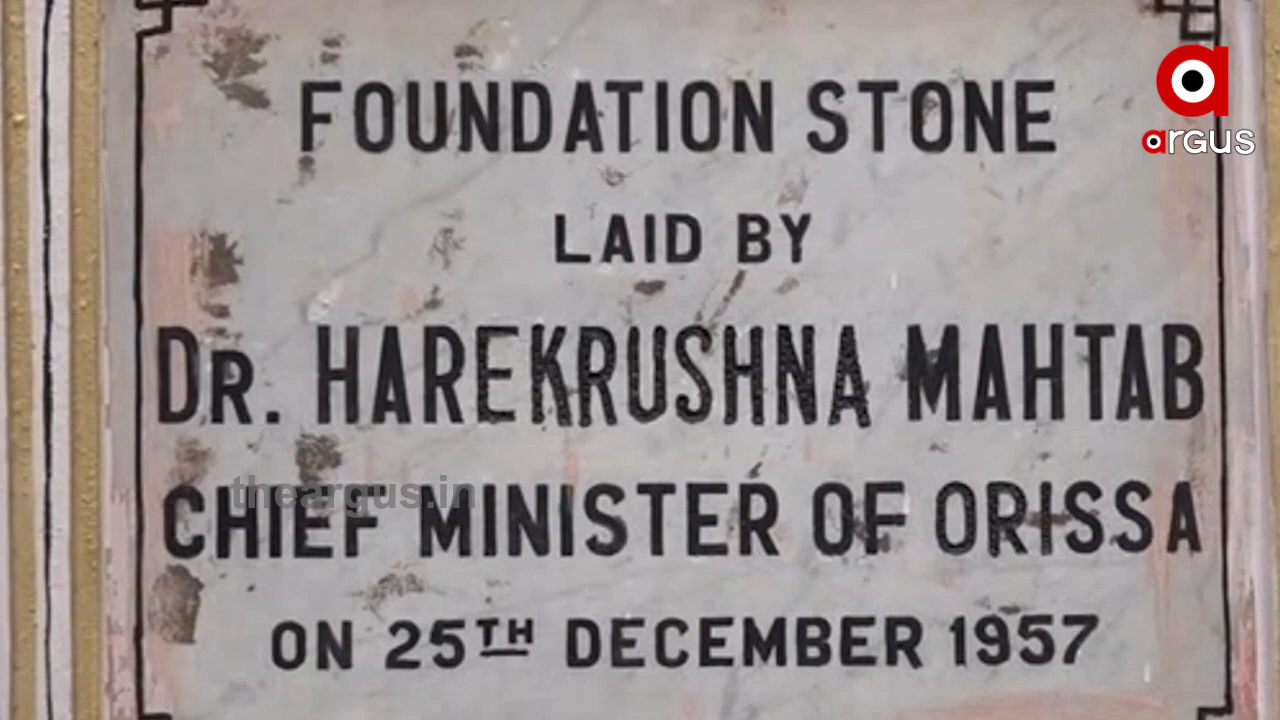 FOUNDATION STONE
LAID BY
DR. HAREKRUSHNA MAHTAB
CHIEF MINISTER OF ORISSA
ON 25TH DECEMBER 1957
argus
theargus.in